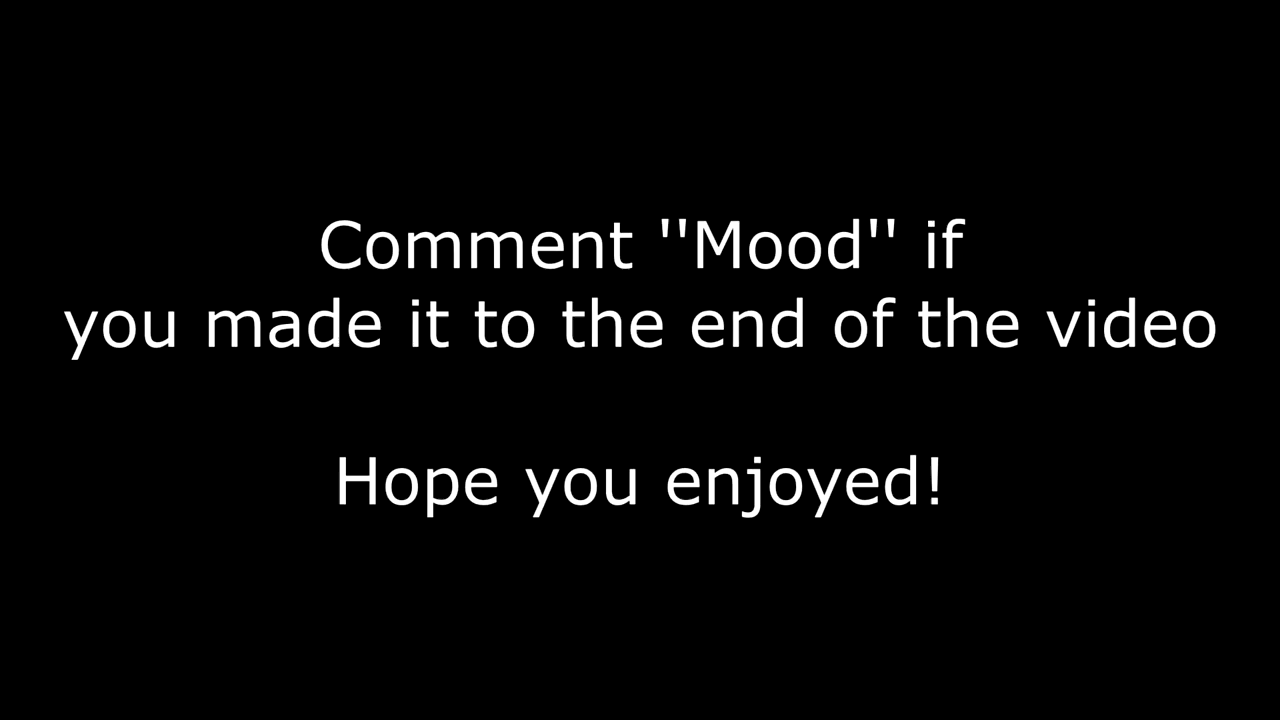 Comment ''Mood'' if
you made it to the end of the video
Hope you enjoyed!